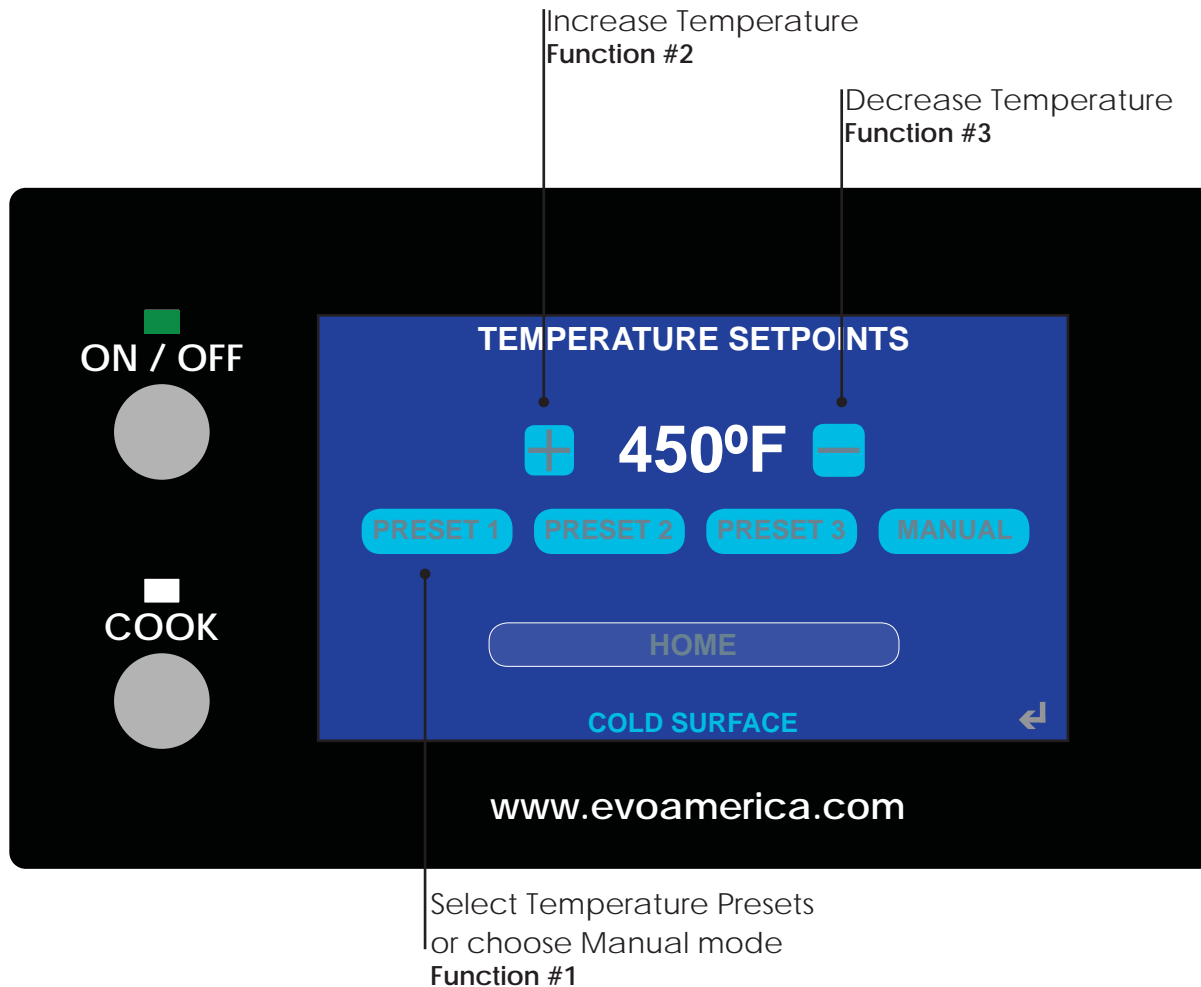 Increase Temperature
Function #2
Decrease Temperature
Function #3
ON / OFF
TEMPERATURE SETPOINTS
+ 450ºF −
PRESET 1 PRESET 2 PRESET 3 MANUAL
COOK
HOME
COLD SURFACE
www.evoamerica.com
Select Temperature Presets
or choose Manual mode
Function #1